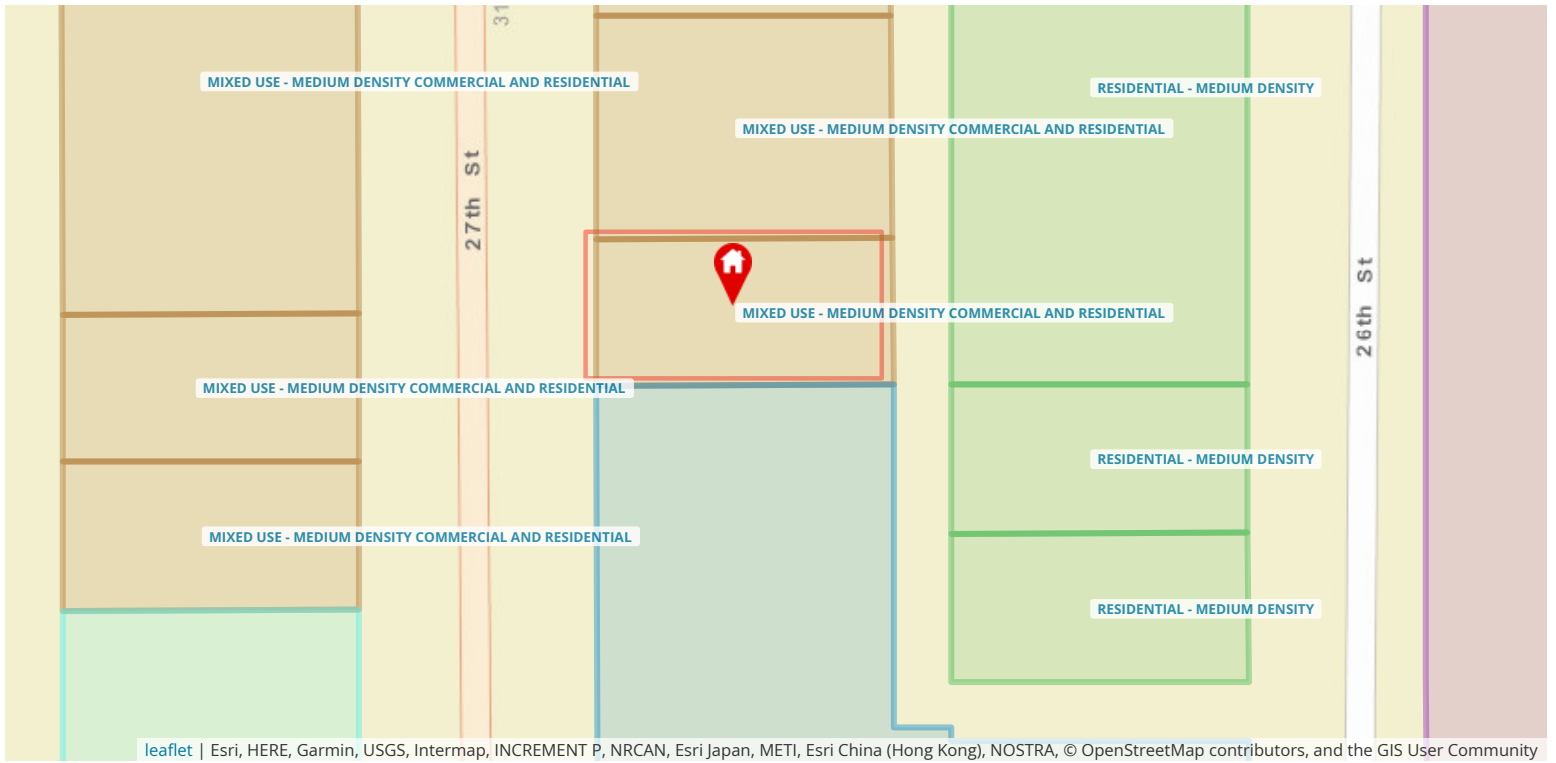 31
MIXED USE - MEDIUM DENSITY COMMERCIAL AND RESIDENTIAL
RESIDENTIAL - MEDIUM DENSITY
MIXED USE - MEDIUM DENSITY COMMERCIAL AND RESIDENTIAL
27th St
MIXED USE - MEDIUM DENSITY COMMERCIAL AND RESIDENTIAL
26th St
MIXED USE - MEDIUM DENSITY COMMERCIAL AND RESIDENTIAL
RESIDENTIAL - MEDIUM DENSITY
MIXED USE - MEDIUM DENSITY COMMERCIAL AND RESIDENTIAL
RESIDENTIAL - MEDIUM DENSITY
leaflet | Esri, HERE, Garmin, USGS, Intermap, INCREMENT P, NRCAN, Esri Japan, METI, Esri China (Hong Kong), NOSTRA, © OpenStreetMap contributors, and the GIS User Community